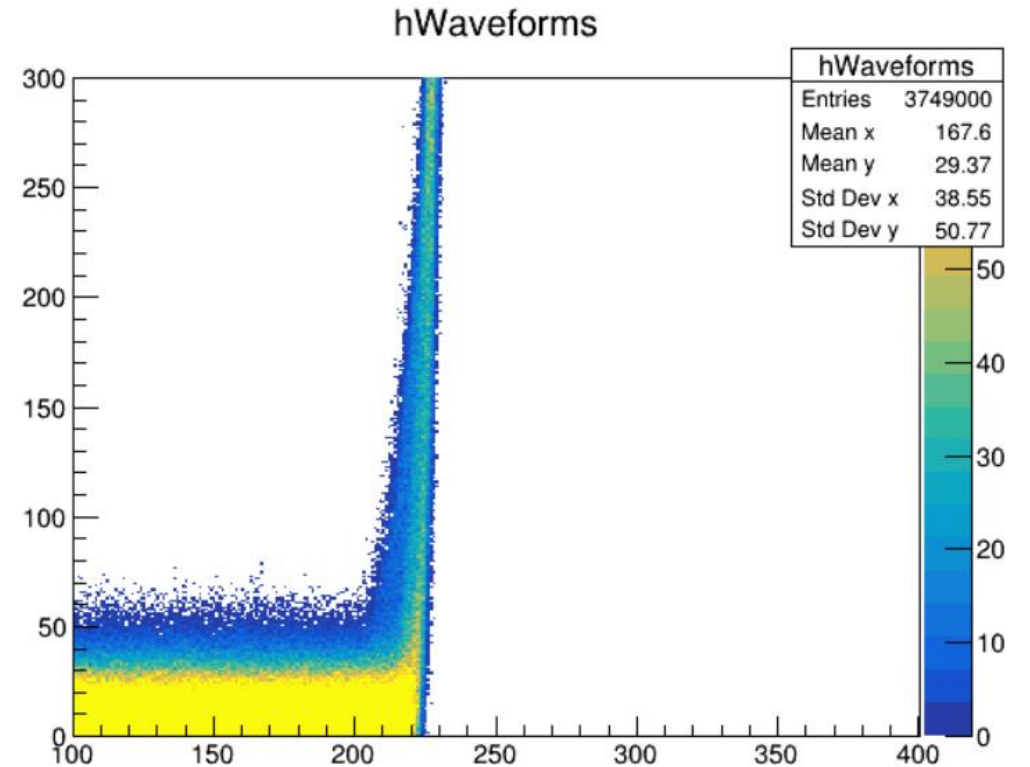 hWaveforms
hWaveforms
Entries 3749000
Mean x 167.6
Mean y 29.37
Std Dev x 38.55
Std Dev y 50.77
300
250
200
150
100
50
0
100 150 200 250 300 350 400
50
40
30
20
10
0